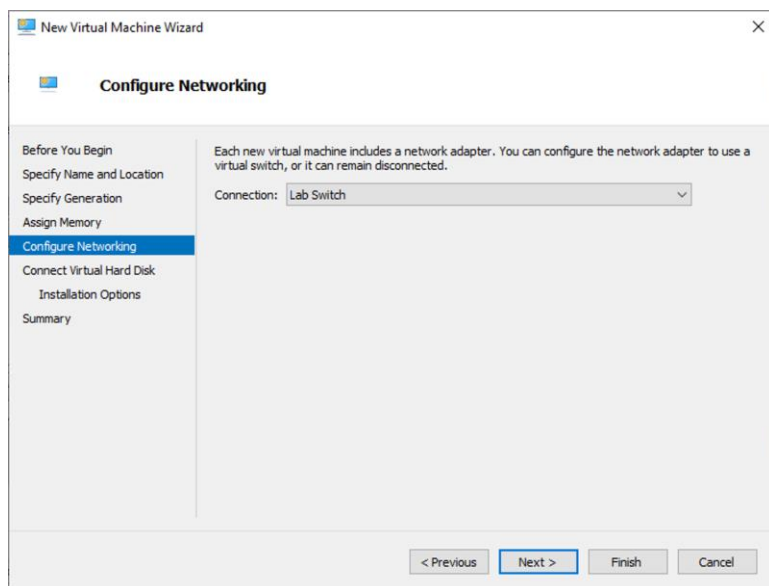 New Virtual Machine Wizard
Configure Networking
Before You Begin
Specify Name and Location
Specify Generation
Assign Memory
Configure Networking
Connect Virtual Hard Disk
Installation Options
Summary
Each new virtual machine includes a network adapter. You can configure the network adapter to use a
virtual switch, or it can remain disconnected.
Connection: Lab Switch
< Previous Next > Finish Cancel